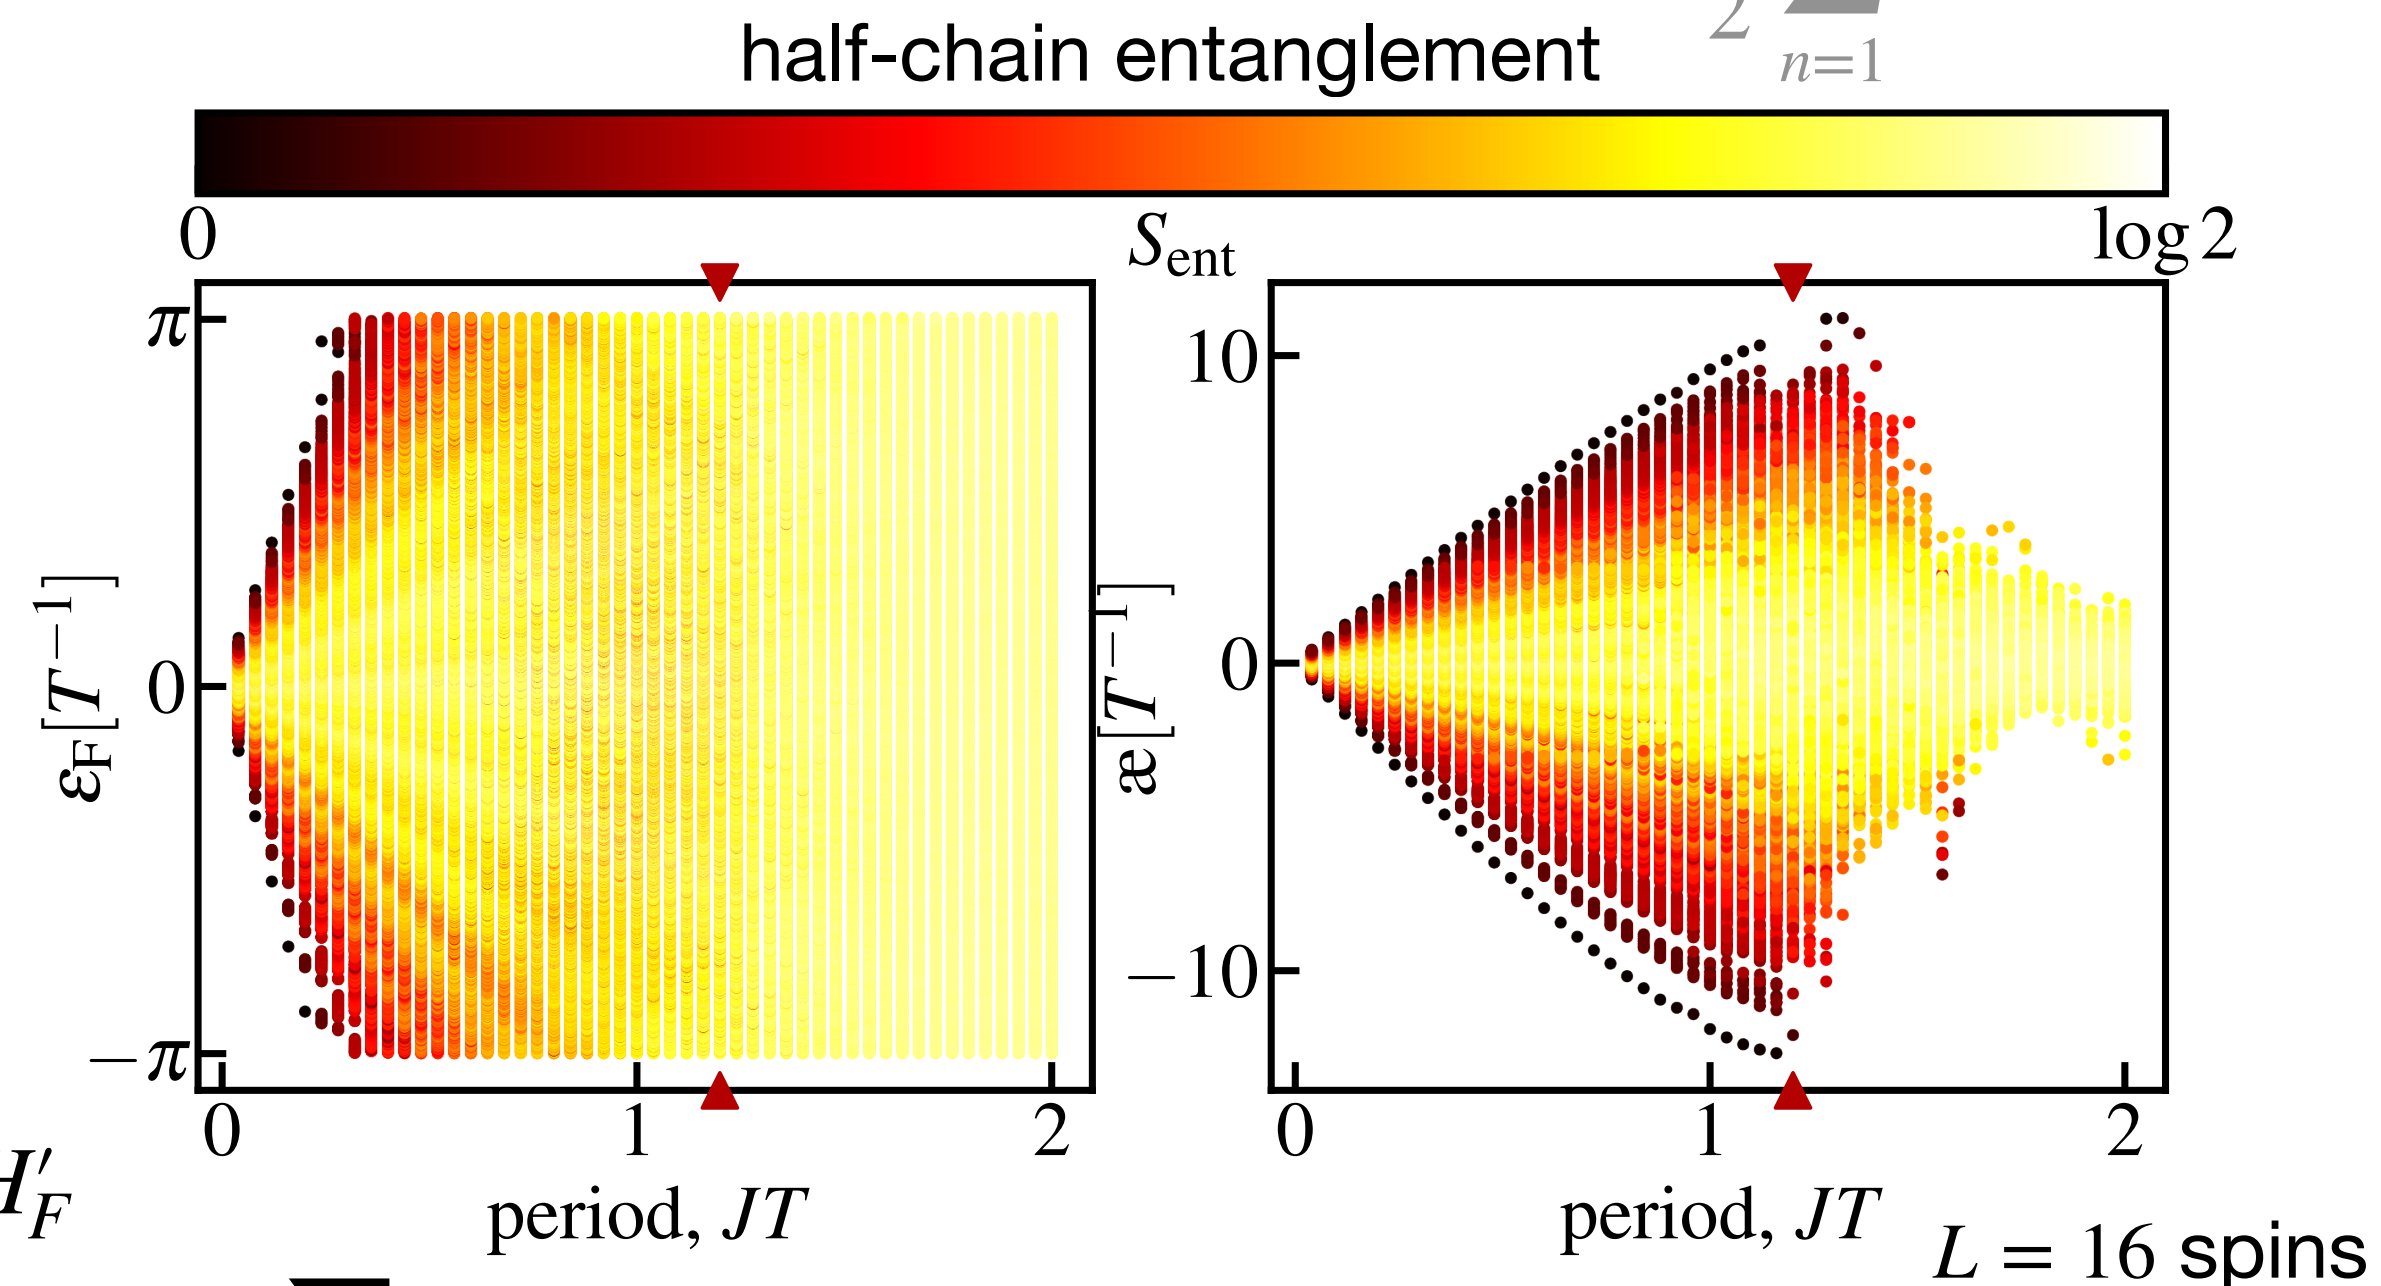 half-chain entanglement
2
n=1
0
S_ent
log 2
π
0
−π
ε_F [T⁻¹]
0
1
2
period, JT
10
0
−10
æ [T⁻¹]
0
1
2
period, JT
H′_F
L = 16 spins